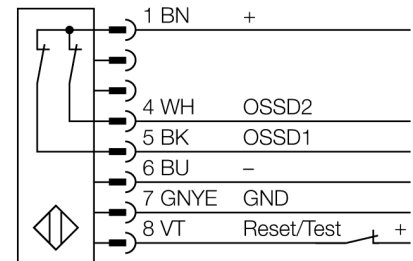 1 BN +
4 WH OSSD2
5 BK OSSD1
6 BU –
7 GNYE GND
8 VT Reset/Test +